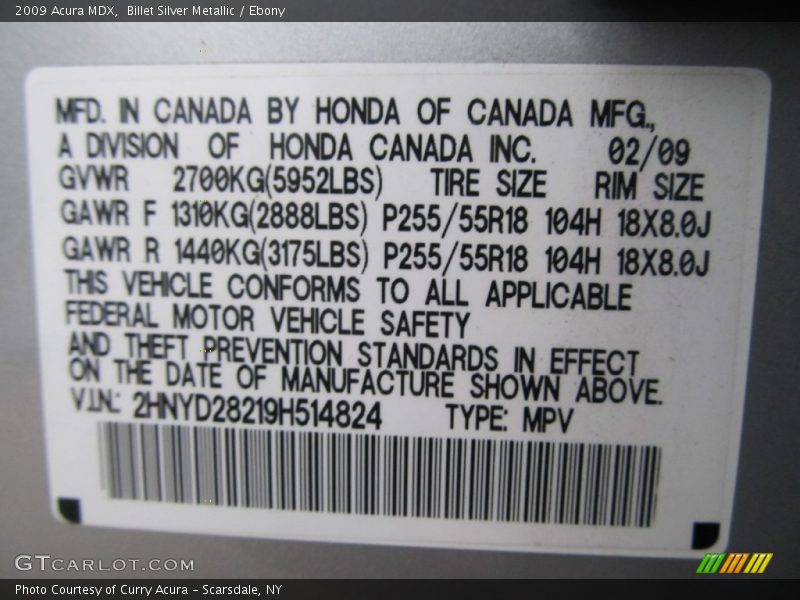 2009 Acura MDX,  Billet Silver Metallic / Ebony
MFD. IN CANADA BY HONDA OF CANADA MFG.,
A DIVISION OF HONDA CANADA INC. 02/09
GVWR 2700KG(5952LBS) TIRE SIZE RIM SIZE
GAWR F 1310KG(2888LBS) P255/55R18 104H 18X8.0J
GAWR R 1440KG(3175LBS) P255/55R18 104H 18X8.0J
THIS VEHICLE CONFORMS TO ALL APPLICABLE
FEDERAL MOTOR VEHICLE SAFETY
AND THEFT PREVENTION STANDARDS IN EFFECT
ON THE DATE OF MANUFACTURE SHOWN ABOVE.
V.I.N.: 2HNYD28219H514824 TYPE: MPV
GTCARLOT.COM
Photo Courtesy of Curry Acura - Scarsdale, NY